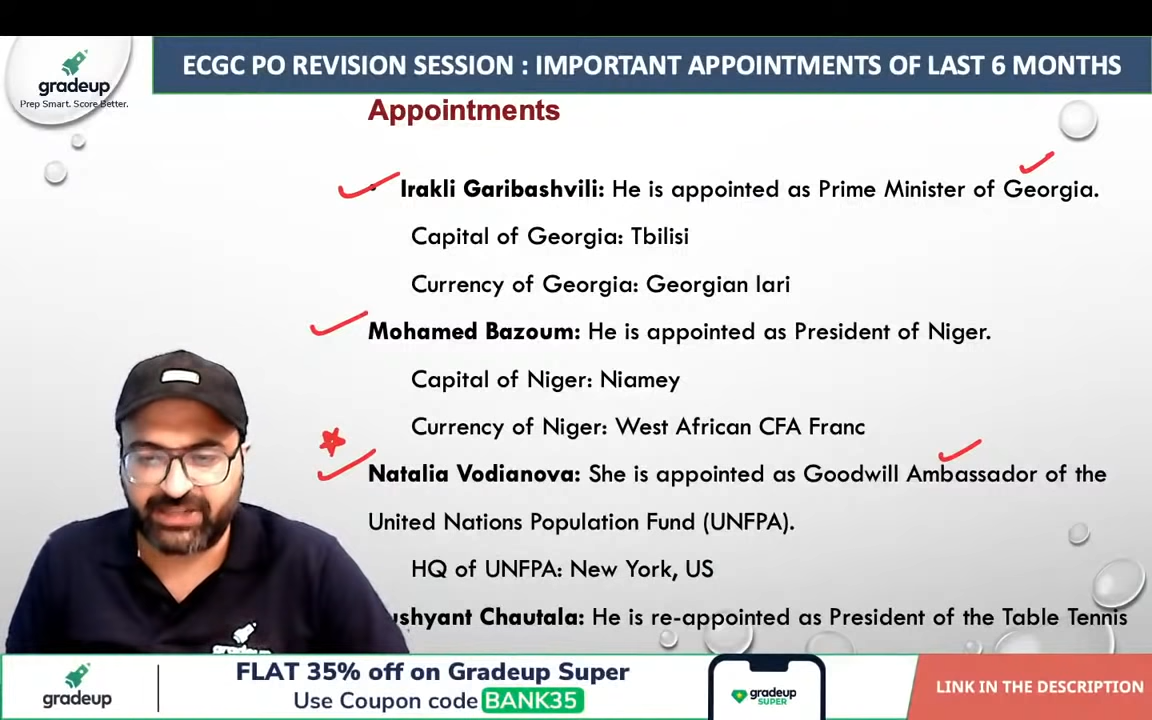 gradeup
Prep Smart. Score Better.
ECGC PO REVISION SESSION : IMPORTANT APPOINTMENTS OF LAST 6 MONTHS
Appointments
Irakli Garibashvili: He is appointed as Prime Minister of Georgia.
Capital of Georgia: Tbilisi
Currency of Georgia: Georgian lari
Mohamed Bazoum: He is appointed as President of Niger.
Capital of Niger: Niamey
Currency of Niger: West African CFA Franc
Natalia Vodianova: She is appointed as Goodwill Ambassador of the
United Nations Population Fund (UNFPA).
HQ of UNFPA: New York, US
ushyant Chautala: He is re-appointed as President of the Table Tennis
gradeup
FLAT 35% off on Gradeup Super
Use Coupon code BANK35
gradeup
SUPER
LINK IN THE DESCRIPTION